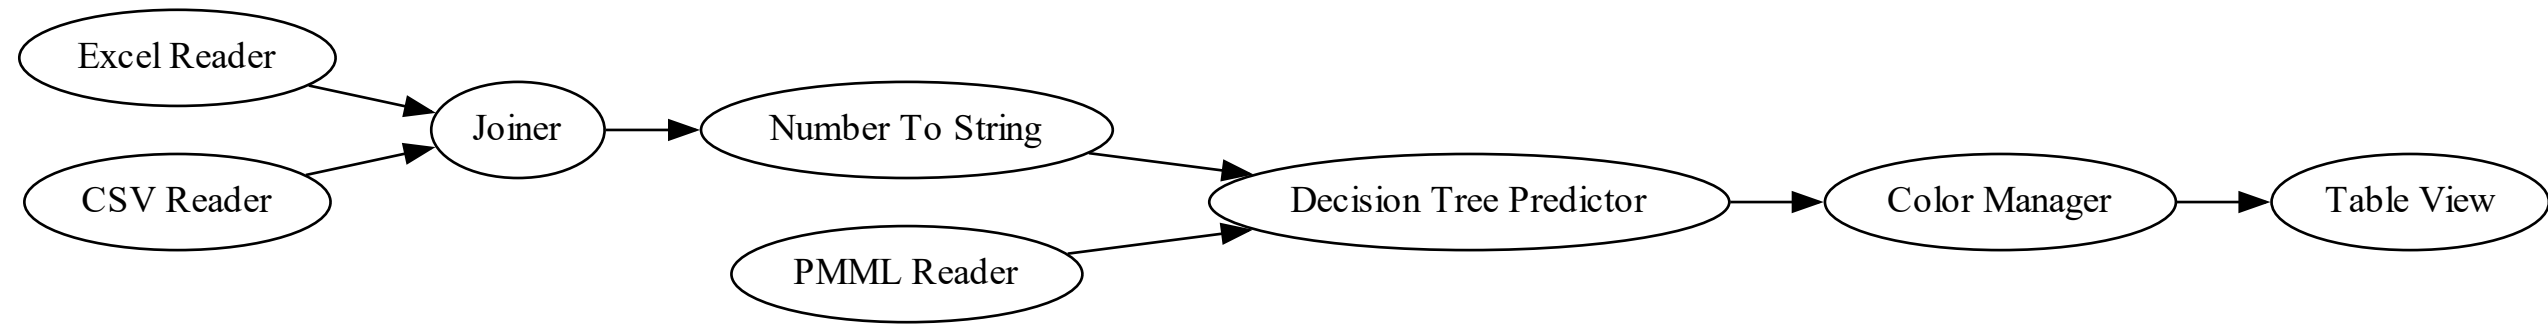 Excel Reader
CSV Reader
Joiner
Number To String
PMML Reader
Decision Tree Predictor
Color Manager
Table View